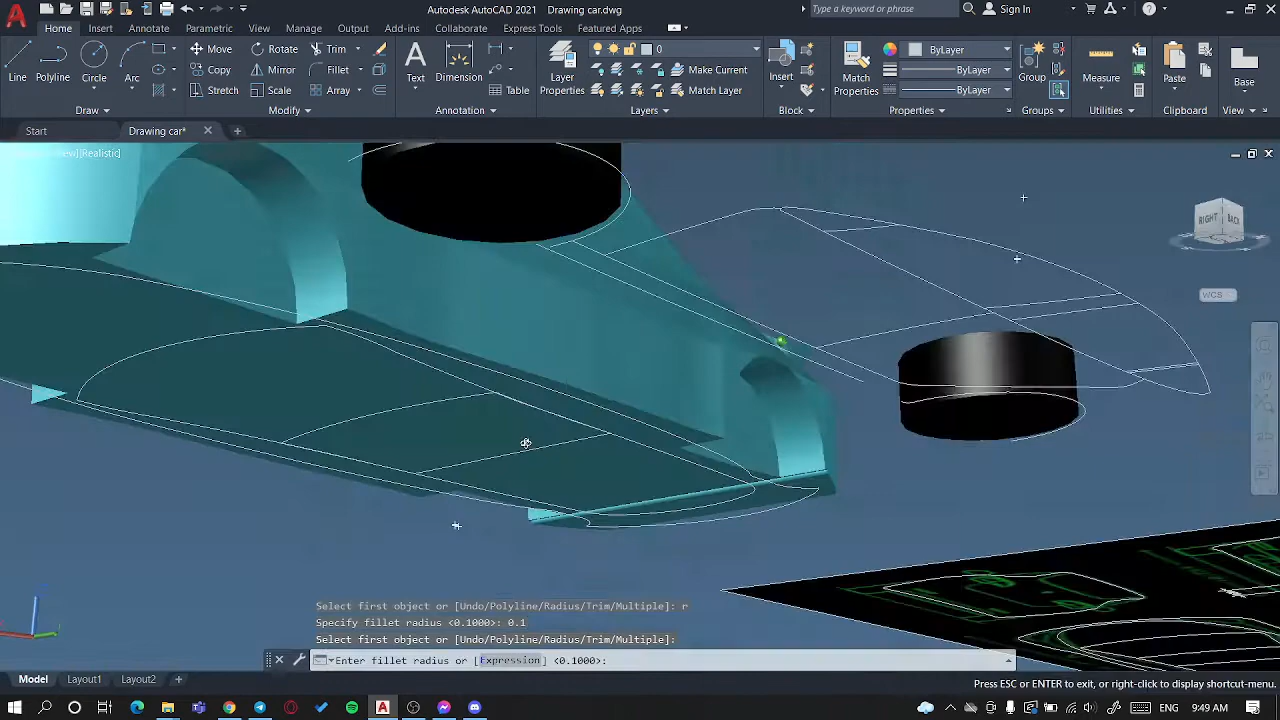 Autodesk AutoCAD 2021 Drawing car.dwg
Type a keyword or phrase
Sign In
Home Insert Annotate Parametric View Manage Output Add-ins Collaborate Express Tools Featured Apps
Line Polyline Circle Arc
Move Rotate Trim
Copy Mirror Fillet
Stretch Scale Array
Text Dimension
Table
Layer Properties
0
Make Current
Match Layer
Insert
Match Properties
ByLayer
ByLayer
ByLayer
Group
Measure
Paste
Base
Draw Modify Annotation Layers Block Properties Groups Utilities Clipboard View
Start Drawing car*
[Realistic]
RIGHT BACK
WCS
Select first object or [Undo/Polyline/Radius/Trim/Multiple]: r
Specify fillet radius <0.1000>: 0.1
Select first object or [Undo/Polyline/Radius/Trim/Multiple]:
Enter fillet radius or [Expression] <0.1000>:
Model Layout1 Layout2
Press ESC or ENTER to exit, or right-click to display shortcut-menu.
ENG 9:49 AM